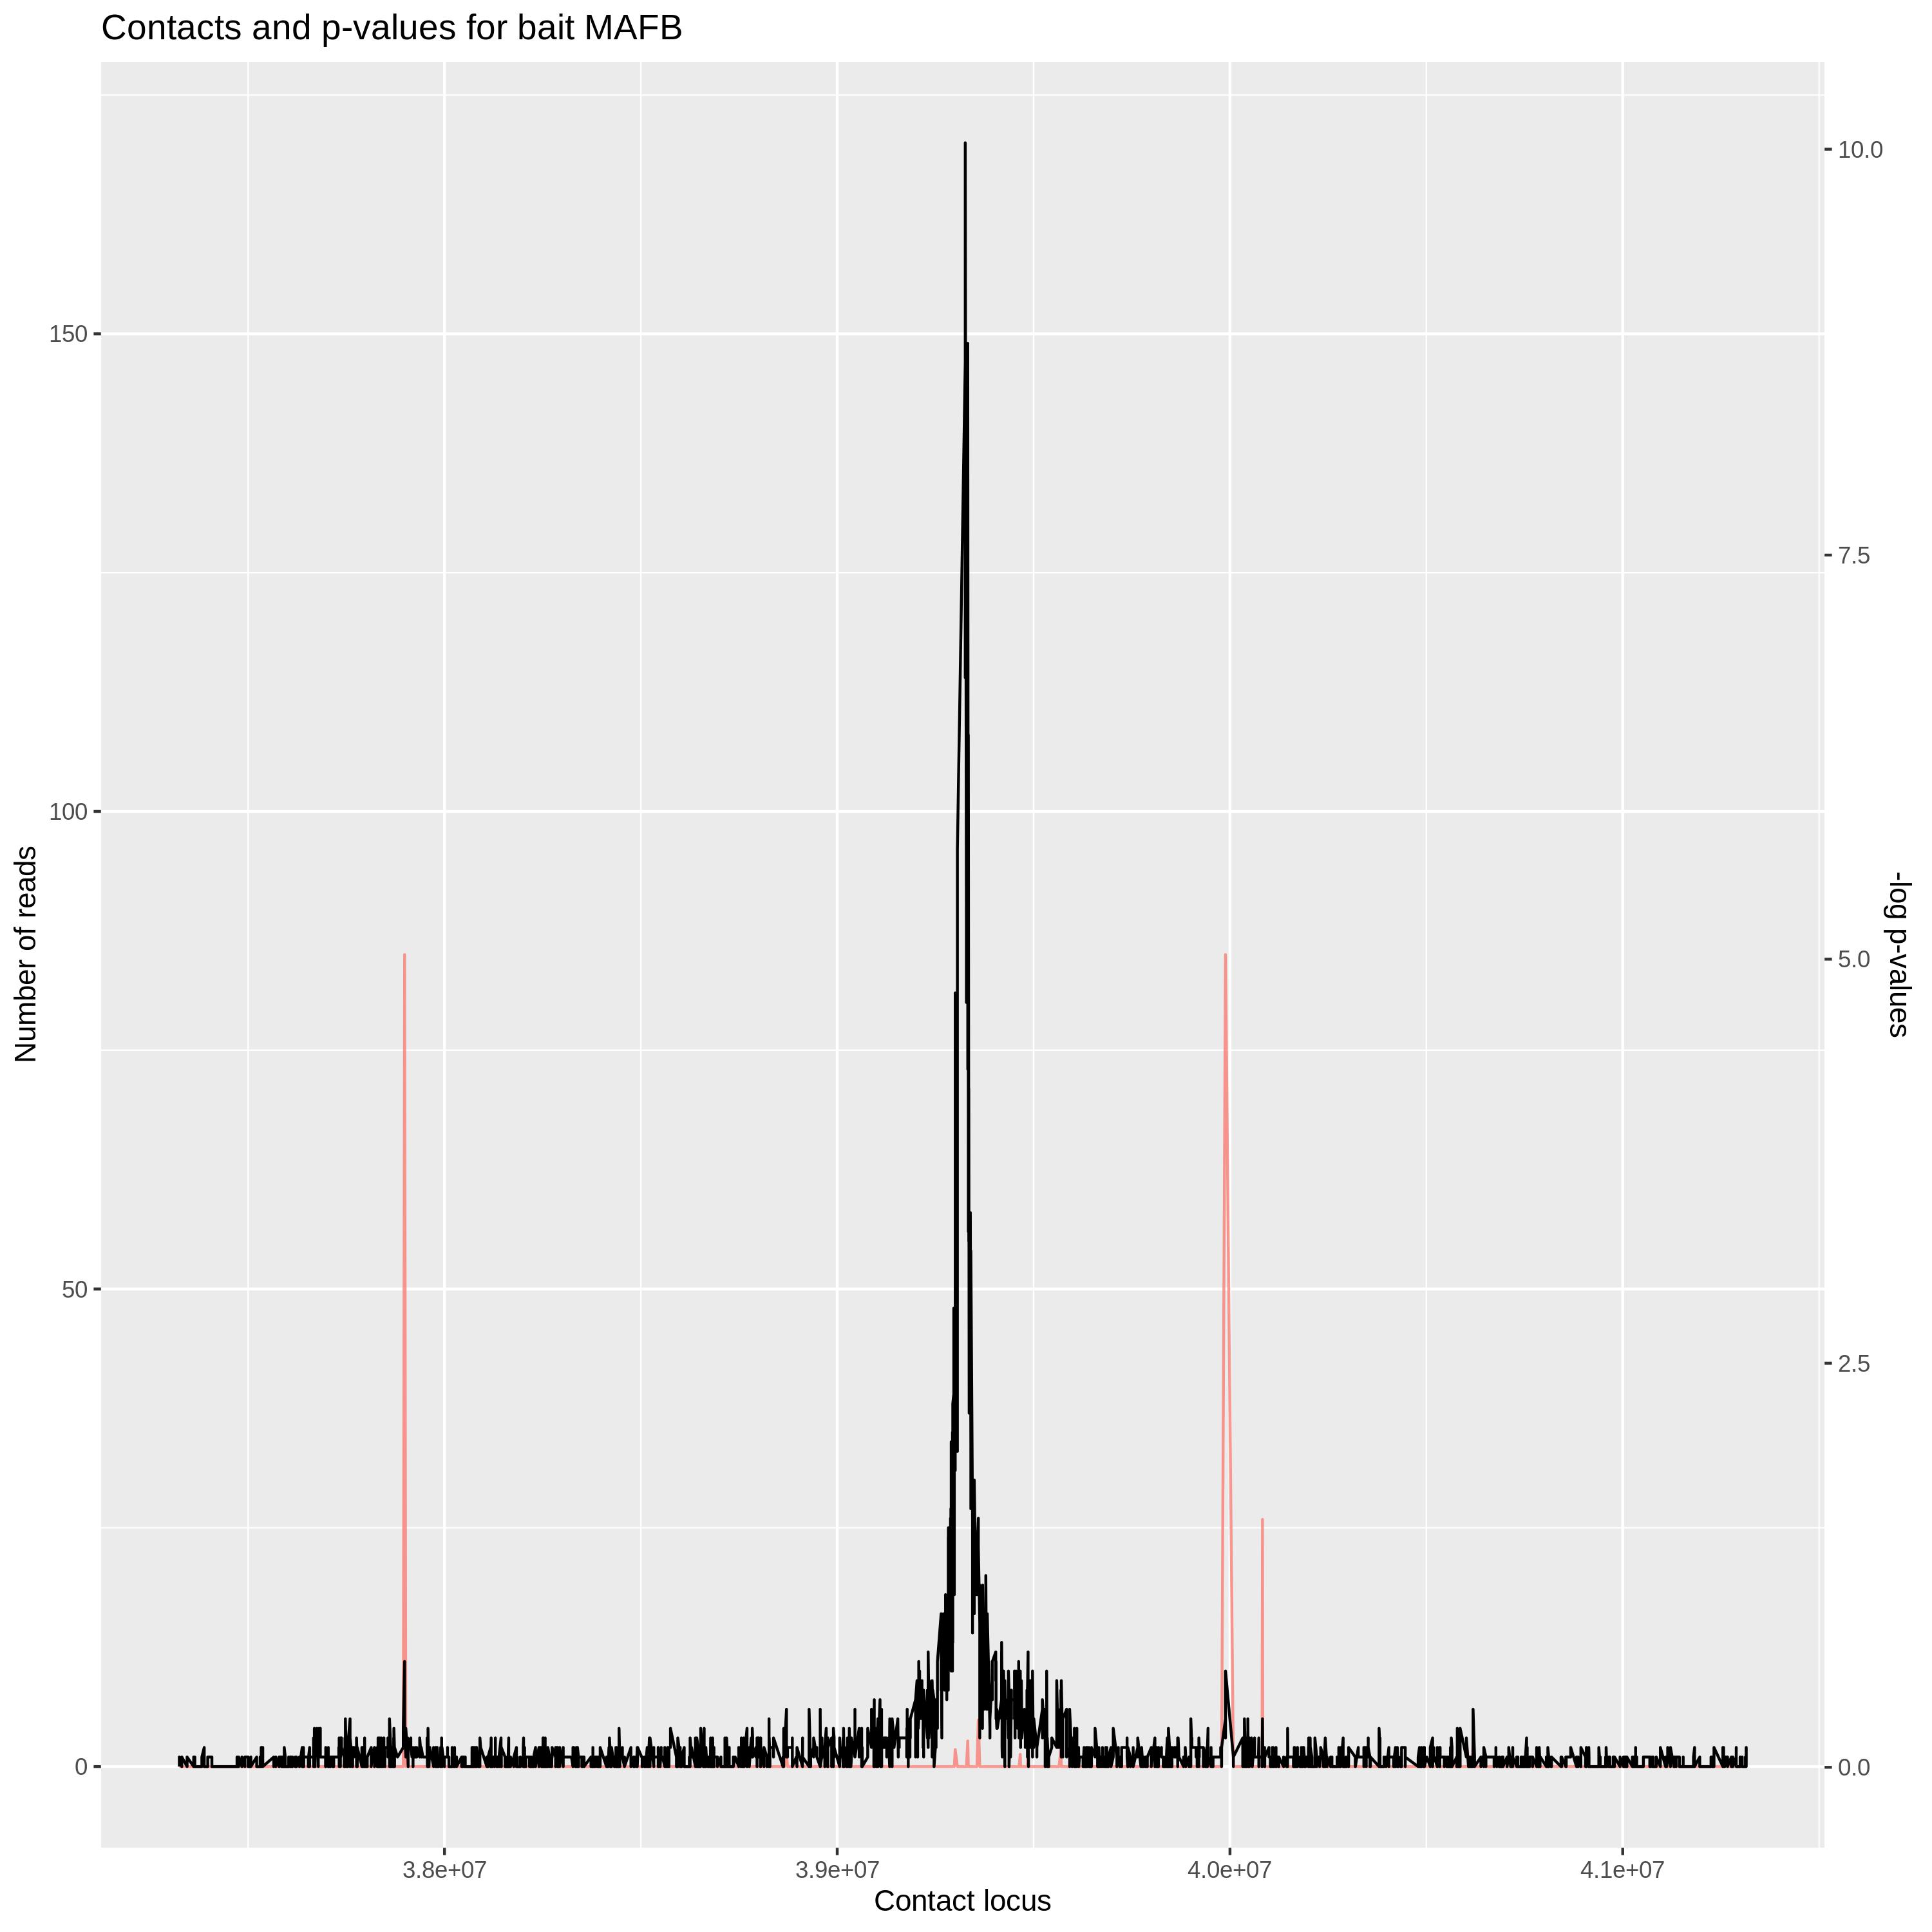 Contacts and p-values for bait MAFB
10.0
150
7.5
100
Number of reads
-log p-values
5.0
50
2.5
0
0.0
3.8e+07 3.9e+07 4.0e+07 4.1e+07
Contact locus